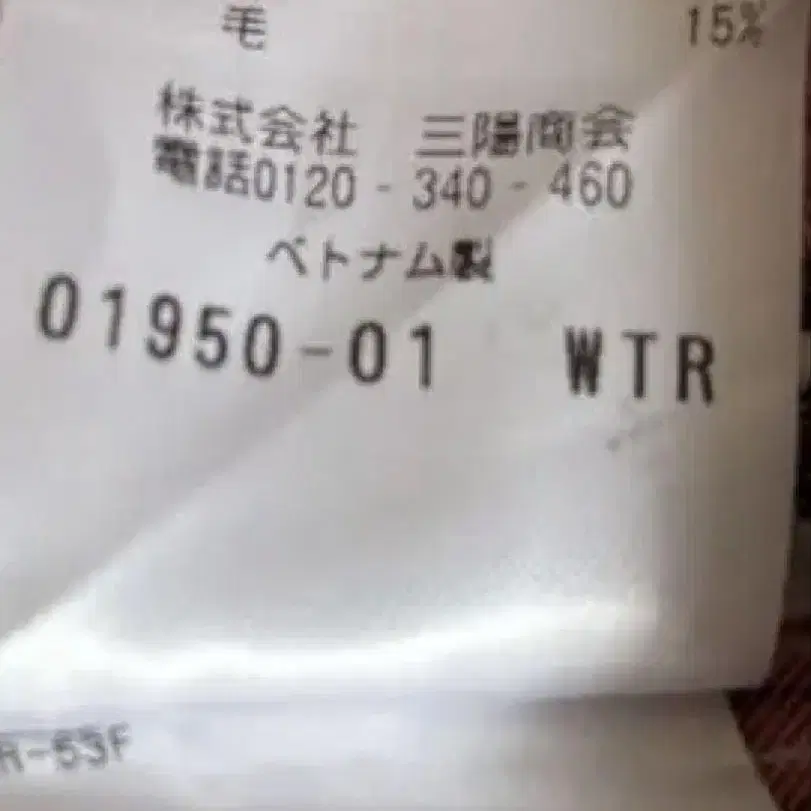 毛 15%
株式会社 三陽商会
電話0120-340-460
ベトナム製
01950-01 WTR
R-53F